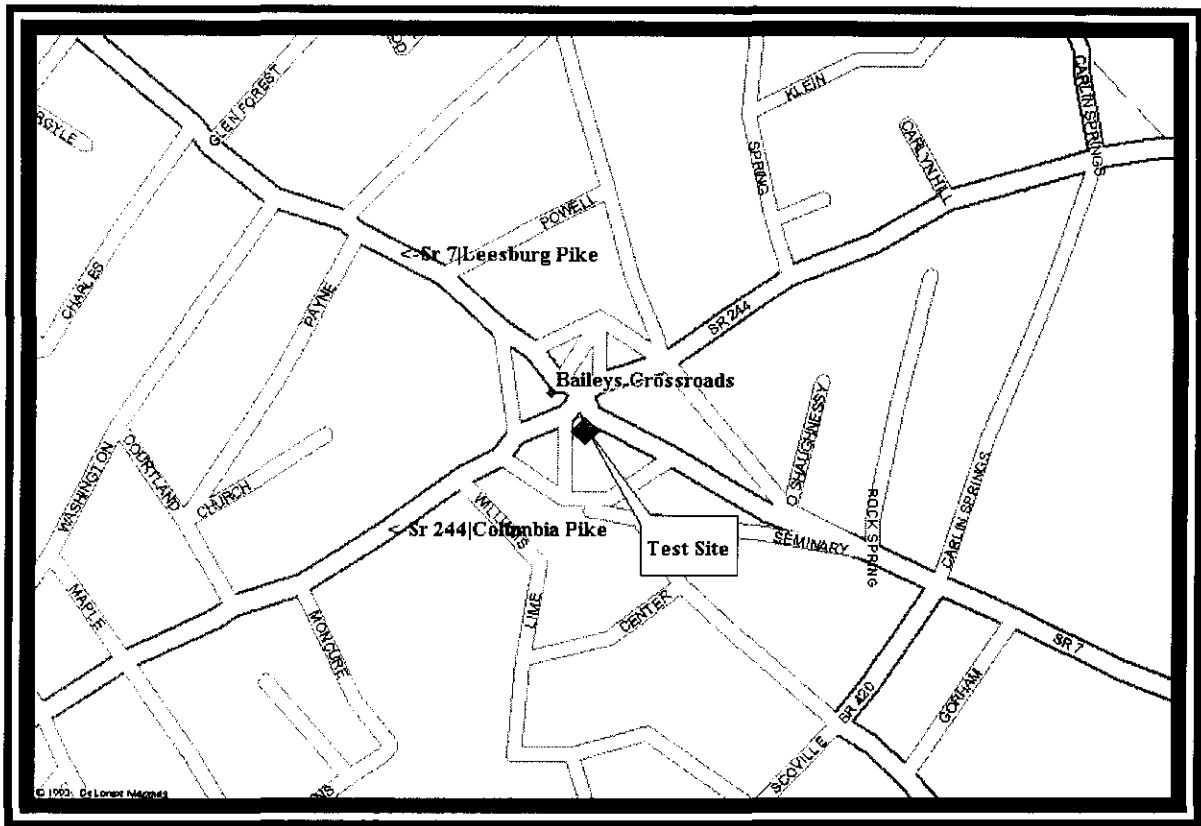 GLEN FOREST
KLEIN
CARLIN SPRINGS
CARLYN HILL
SPRING
POWELL
<-Sr 7|Leesburg Pike
CHARLES
PAYNE
SR 244
Baileys Crossroads
O SHAUGHNESSY
WASHINGTON
COURTLAND
CHURCH
ROCK SPRING
CARLIN SPRINGS
WILLIAMS
<- Sr 244|Columbia Pike
Test Site
SEMINARY
MAPLE
MONCURE
LIME
CENTER
SR 7
SR 420
GORHAM
SCOVILLE